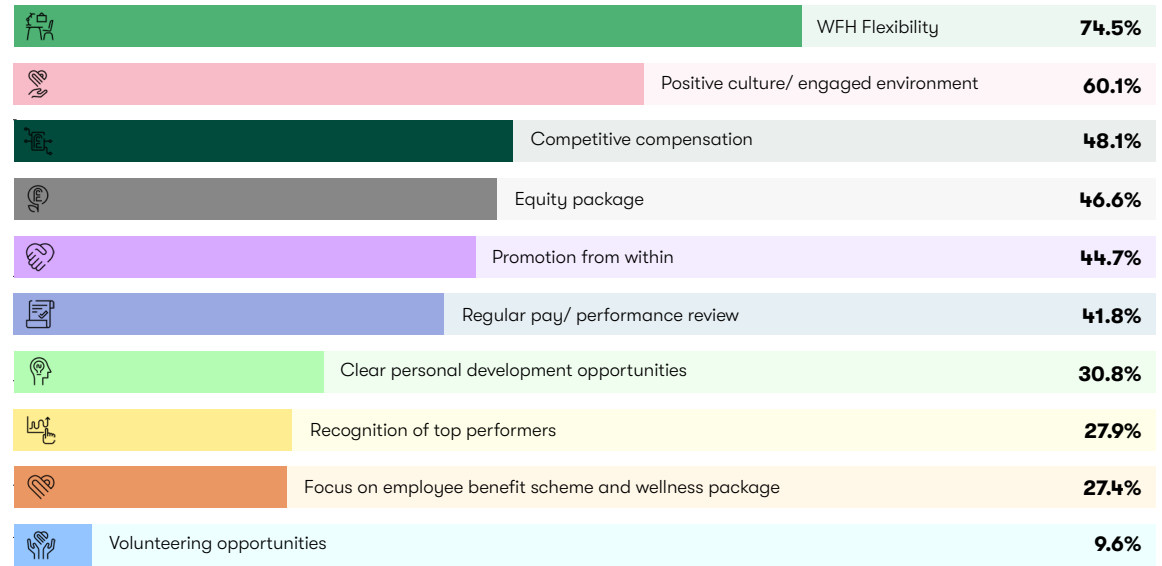 WFH Flexibility 74.5%
Positive culture/ engaged environment 60.1%
Competitive compensation 48.1%
Equity package 46.6%
Promotion from within 44.7%
Regular pay/ performance review 41.8%
Clear personal development opportunities 30.8%
Recognition of top performers 27.9%
Focus on employee benefit scheme and wellness package 27.4%
Volunteering opportunities 9.6%